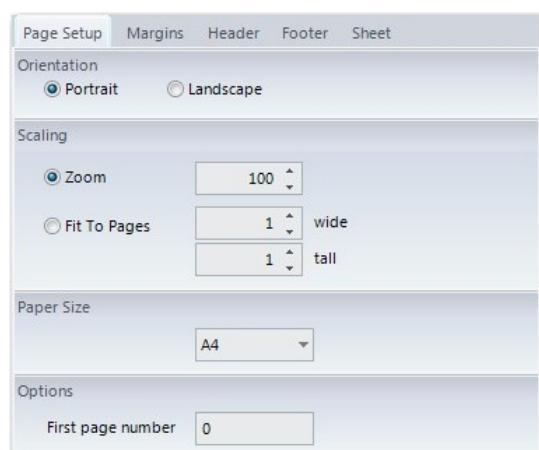 Page Setup Margins Header Footer Sheet
Orientation
Portrait Landscape
Scaling
Zoom 100
Fit To Pages 1 wide
1 tall
Paper Size
A4
Options
First page number 0